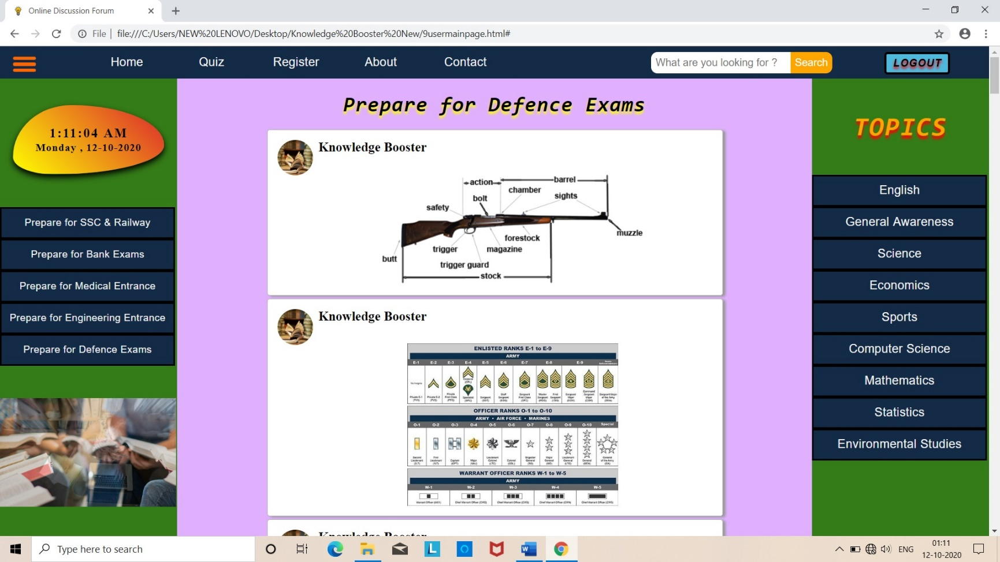 Online Discussion Forum
File
file:///C:/Users/NEW%20LENOVO/Desktop/Knowledge%20Booster%20New/9usermainpage.html#
Home Quiz Register About Contact
What are you looking for ? Search
LOGOUT
1:11:04 AM
Monday , 12-10-2020
Prepare for SSC & Railway
Prepare for Bank Exams
Prepare for Medical Entrance
Prepare for Engineering Entrance
Prepare for Defence Exams
Prepare for Defence Exams
Knowledge Booster
action
barrel
chamber
bolt
sights
safety
muzzle
forestock
trigger
magazine
butt
trigger guard
stock
Knowledge Booster
ENLISTED RANKS E-1 to E-9
ARMY
E-1 E-2 E-3 E-4 E-5 E-6 E-7 E-8 E-9
OFFICER RANKS O-1 to O-10
ARMY • AIR FORCE • MARINES
O-1 O-2 O-3 O-4 O-5 O-6 O-7 O-8 O-9 O-10 Special
WARRANT OFFICER RANKS W-1 to W-5
ARMY
W-1 W-2 W-3 W-4 W-5
Knowledge Booster
TOPICS
English
General Awareness
Science
Economics
Sports
Computer Science
Mathematics
Statistics
Environmental Studies
Type here to search
ENG
01:11
12-10-2020